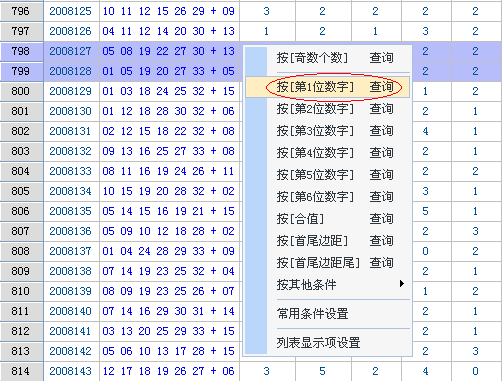 796 2008125 10 11 12 15 26 29 + 09 3 2 2 2 2
797 2008126 04 11 12 14 20 30 + 13 1 2 1 3 2
798 2008127 05 08 19 22 27 30 + 13 2 2
799 2008128 01 05 19 20 27 33 + 05 2 2
800 2008129 01 03 18 24 25 32 + 15 1 2
801 2008130 01 12 18 28 30 32 + 06 2 1
802 2008131 02 12 15 18 22 32 + 08 4 1
803 2008132 09 13 16 25 27 33 + 08 2 1
804 2008133 08 11 16 19 24 26 + 11 2 2
805 2008134 10 15 19 20 28 32 + 02 3 1
806 2008135 05 14 15 16 19 21 + 15 5 1
807 2008136 05 09 10 12 18 28 + 02 2 3
808 2008137 01 04 24 28 29 33 + 09 0 2
809 2008138 07 14 19 23 25 32 + 04 2 1
810 2008139 08 09 19 23 25 26 + 07 1 2
811 2008140 07 14 16 29 30 31 + 14 2 1
812 2008141 03 13 20 25 29 33 + 15 2 1
813 2008142 05 06 10 13 17 28 + 15 2 3
814 2008143 12 17 18 19 26 27 + 06 3 5 2 4 0
按[奇数个数] 查询
按[第1位数字] 查询
按[第2位数字] 查询
按[第3位数字] 查询
按[第4位数字] 查询
按[第5位数字] 查询
按[第6位数字] 查询
按[合值] 查询
按[首尾边距] 查询
按[首尾边距尾] 查询
按其他条件
常用条件设置
列表显示项设置